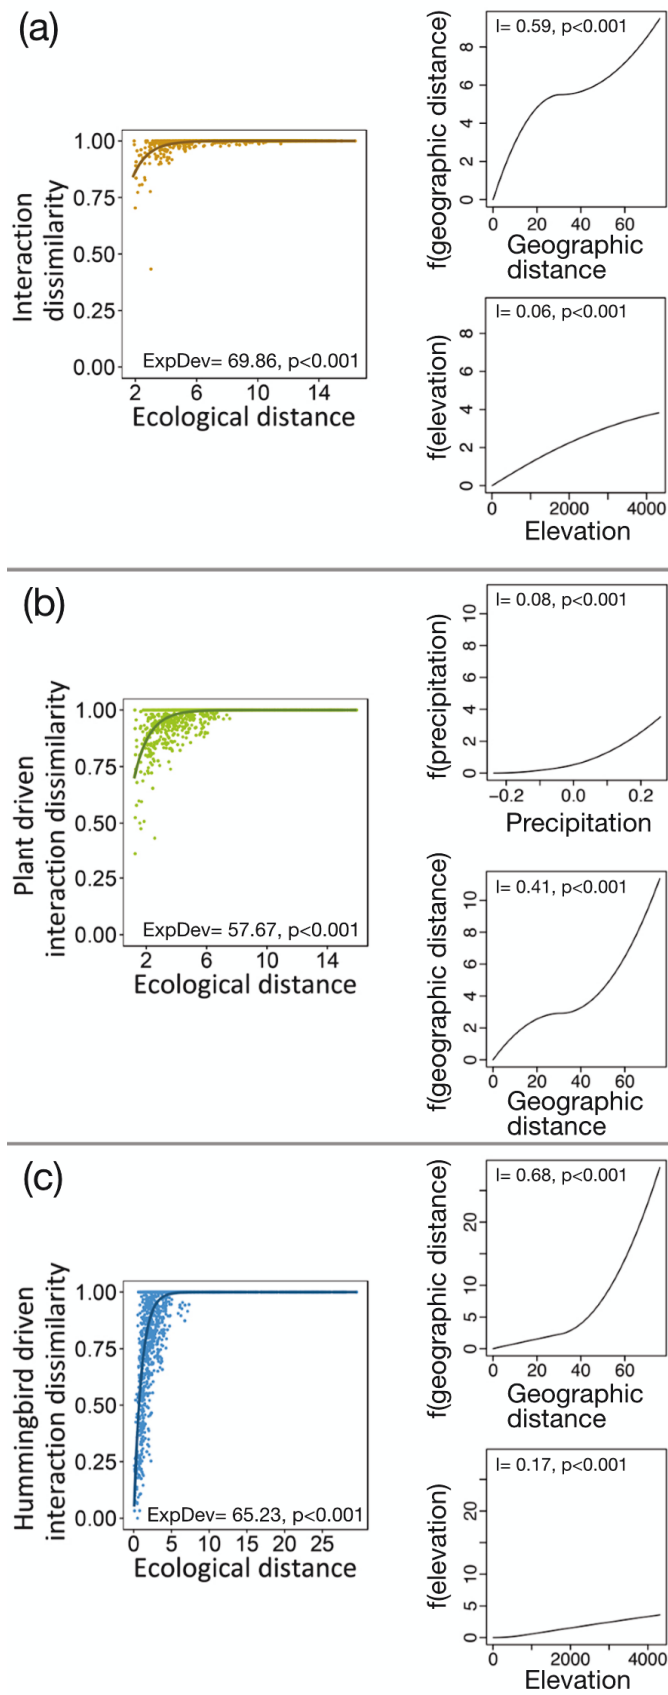 (a)
Interaction
dissimilarity
1.00
0.75
0.50
0.25
0.00
ExpDev= 69.86, p<0.001
2 6 10 14
Ecological distance
f(geographic distance)
I= 0.59, p<0.001
8
6
4
2
0
0 20 40 60
Geographic
distance
f(elevation)
I= 0.06, p<0.001
8
6
4
2
0
0 2000 4000
Elevation
(b)
Plant driven
interaction dissimilarity
1.00
0.75
0.50
0.25
0.00
ExpDev= 57.67, p<0.001
2 6 10 14
Ecological distance
f(precipitation)
I= 0.08, p<0.001
10
6
4
2
0
−0.2 0.0 0.2
Precipitation
f(geographic distance)
I= 0.41, p<0.001
10
8
6
4
2
0
0 20 40 60
Geographic
distance
(c)
Hummingbird driven
interaction dissimilarity
1.00
0.75
0.50
0.25
0.00
ExpDev= 65.23, p<0.001
0 5 10 15 20 25
Ecological distance
f(geographic distance)
I= 0.68, p<0.001
20
10
5
0
0 20 40 60
Geographic
distance
f(elevation)
I= 0.17, p<0.001
20
10
5
0
0 2000 4000
Elevation